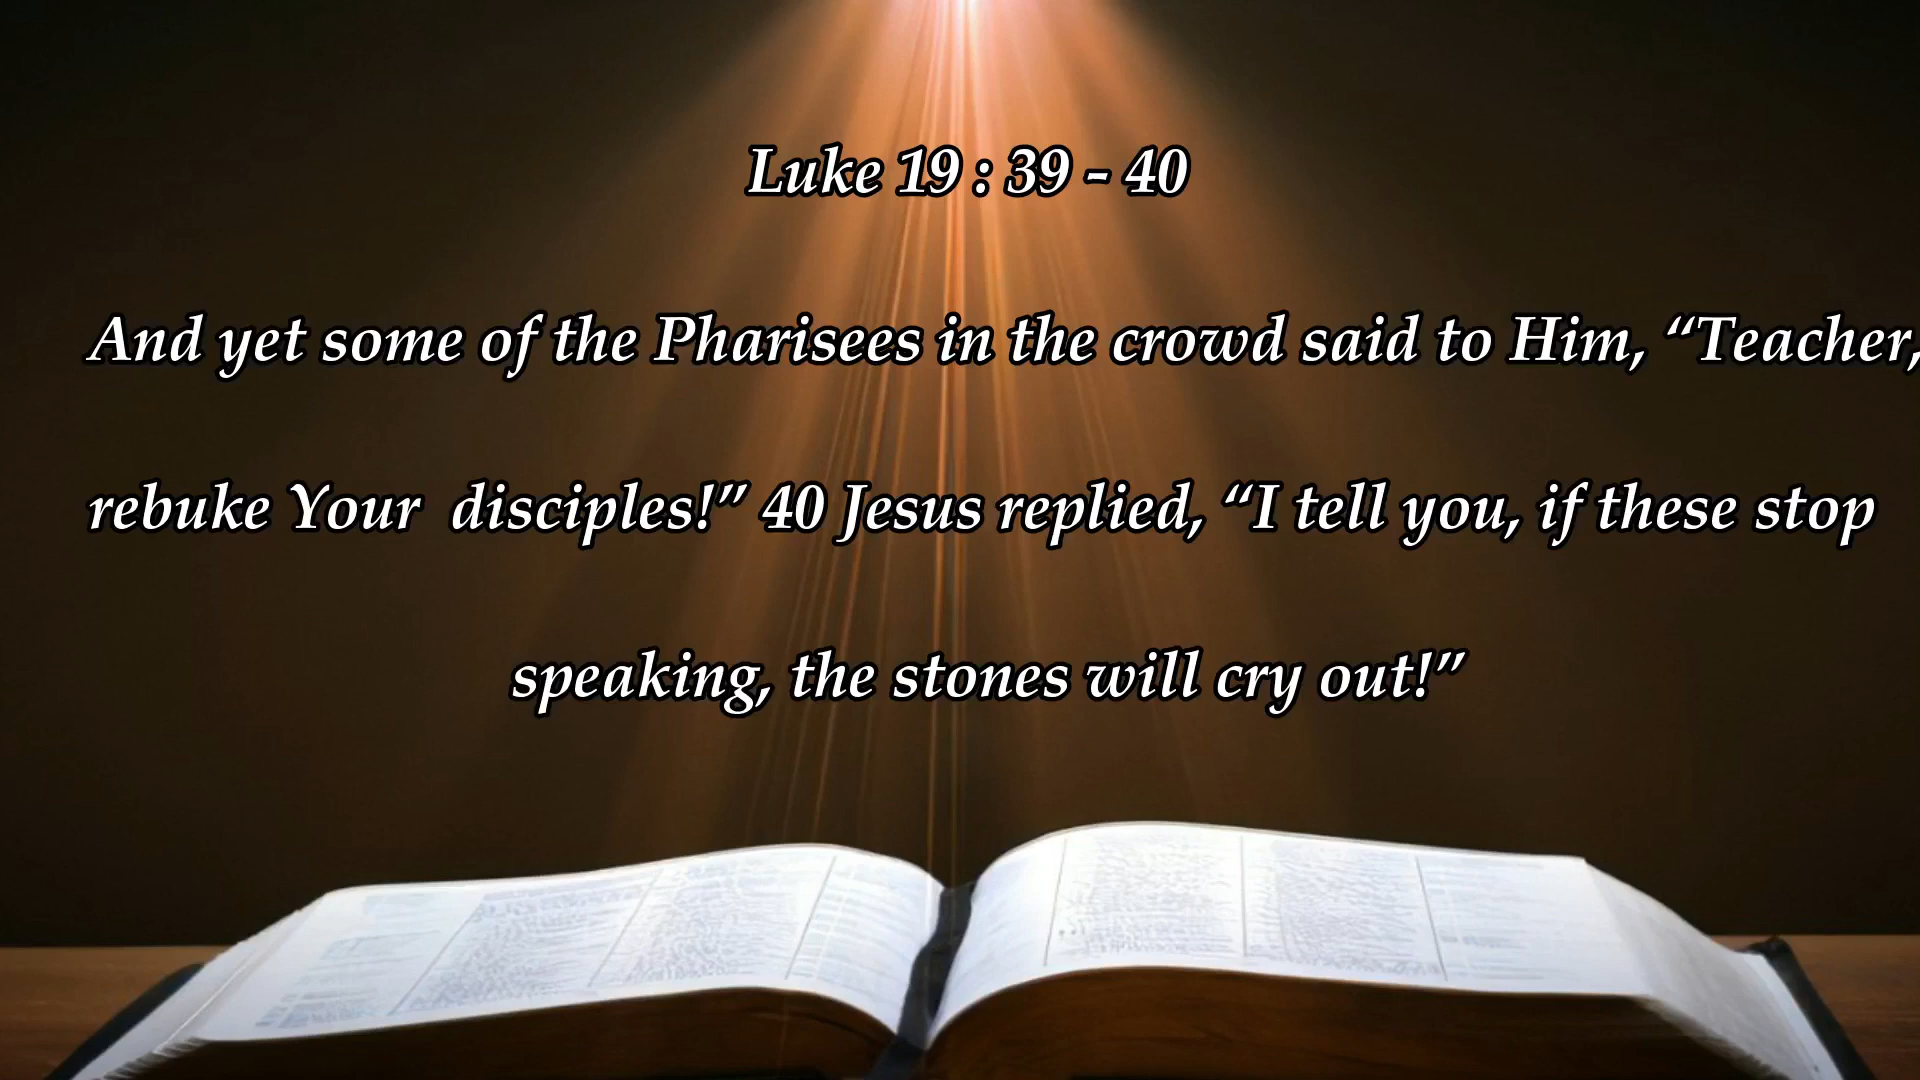 Luke 19 : 39 - 40
And yet some of the Pharisees in the crowd said to Him, “Teacher,
rebuke Your  disciples!” 40 Jesus replied, “I tell you, if these stop
speaking, the stones will cry out!”